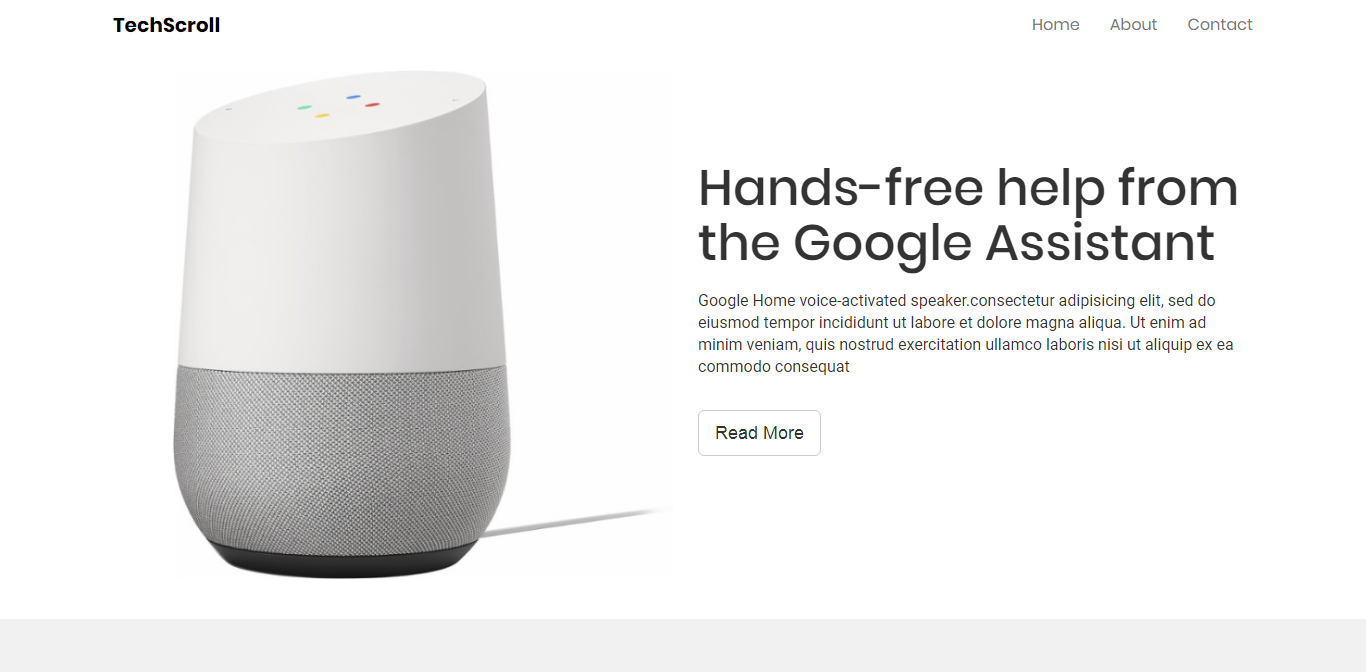 TechScroll
Home About Contact
Hands-free help from
the Google Assistant
Google Home voice-activated speaker.consectetur adipisicing elit, sed do
eiusmod tempor incididunt ut labore et dolore magna aliqua. Ut enim ad
minim veniam, quis nostrud exercitation ullamco laboris nisi ut aliquip ex ea
commodo consequat
Read More